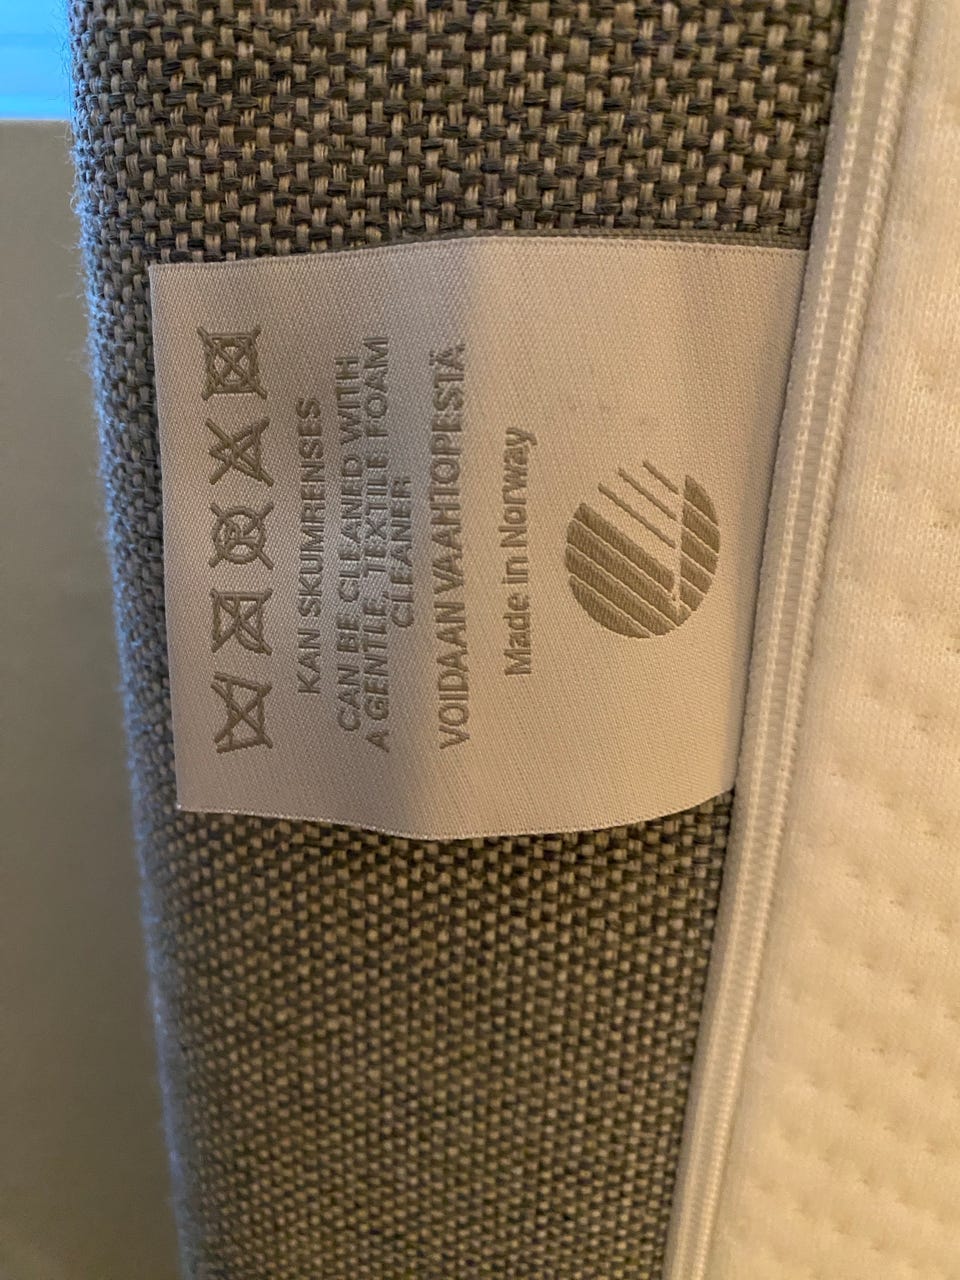 KAN SKUMRENSES
CAN BE CLEANED WITH
A GENTLE, TEXTILE FOAM
CLEANER
VOIDAAN VAAHTOPESTÄ
Made in Norway